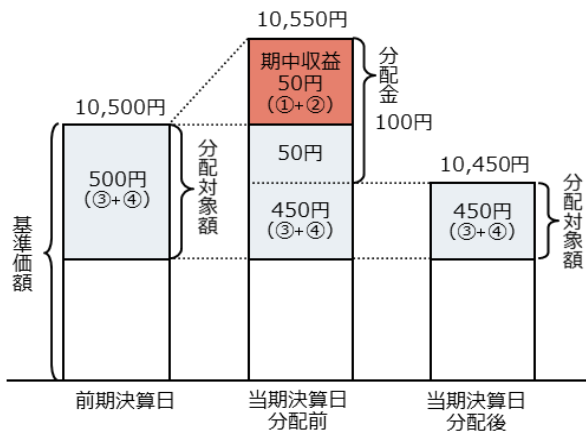 10,550円
期中収益
50円
(①+②)
分配金
100円
10,500円
50円
10,450円
500円
(③+④)
分配対象額
450円
(③+④)
450円
(③+④)
分配対象額
基準価額
前期決算日
当期決算日
分配前
当期決算日
分配後